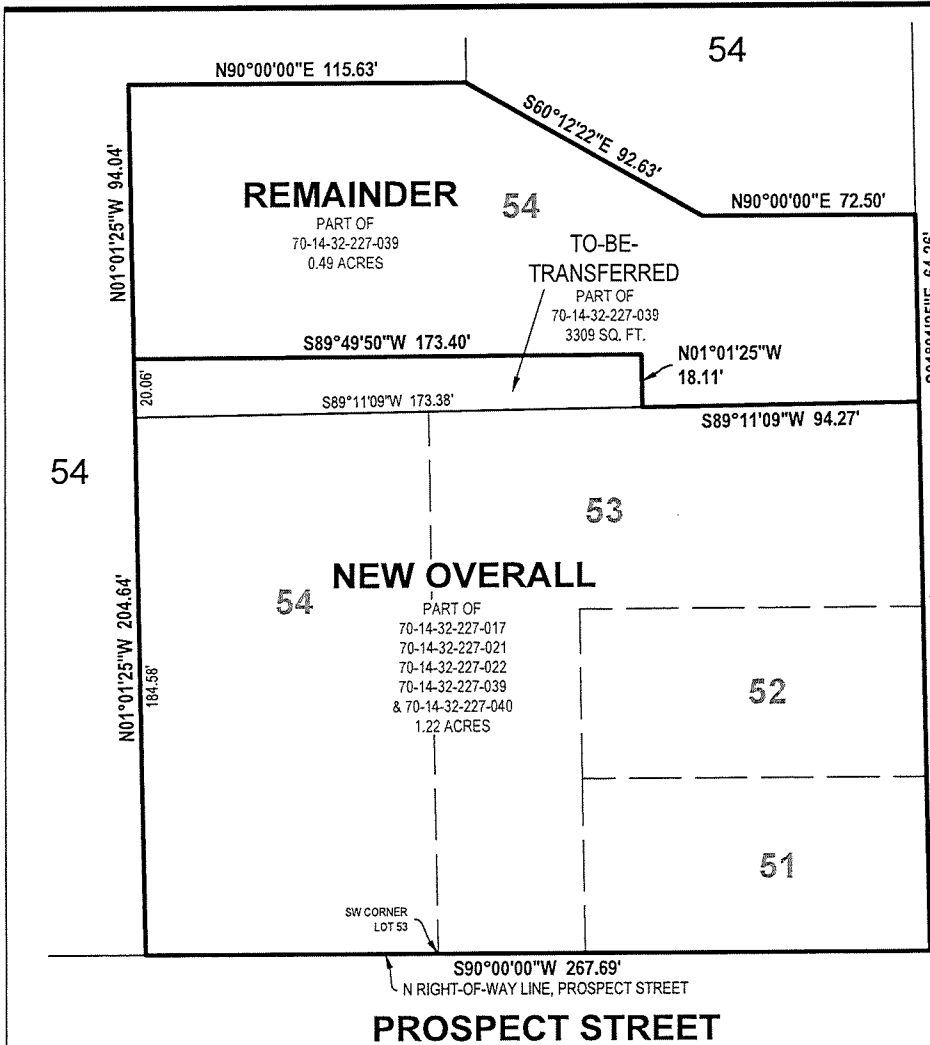 54
N90°00'00"E 115.63'
S60°12'22"E 92.63'
N01°01'25"W 94.04'
REMAINDER
PART OF
70-14-32-227-039
0.49 ACRES
54
N90°00'00"E 72.50'
TO-BE-
TRANSFERRED
PART OF
70-14-32-227-039
3309 SQ. FT.
S89°49'50"W 173.40'
N01°01'25"W
18.11'
20.06'
S89°11'09"W 173.38'
S89°11'09"W 94.27'
54
53
NEW OVERALL
54
PART OF
70-14-32-227-017
70-14-32-227-021
70-14-32-227-022
70-14-32-227-039
& 70-14-32-227-040
1.22 ACRES
N01°01'25"W 204.64'
184.58'
52
51
SW CORNER
LOT 53
S90°00'00"W 267.69'
N RIGHT-OF-WAY LINE, PROSPECT STREET
PROSPECT STREET